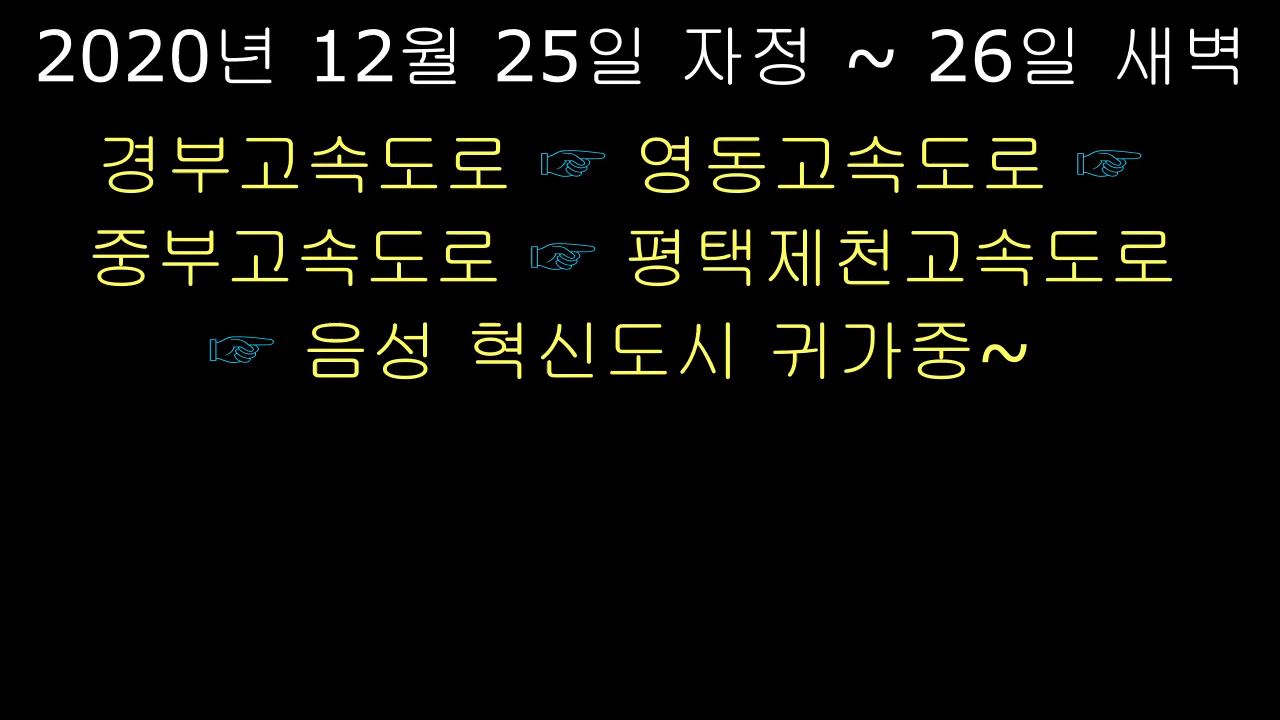 2020년 12월 25일 자정 ~ 26일 새벽
경부고속도로 ☞ 영동고속도로 ☞
중부고속도로 ☞ 평택제천고속도로
☞ 음성 혁신도시 귀가중~